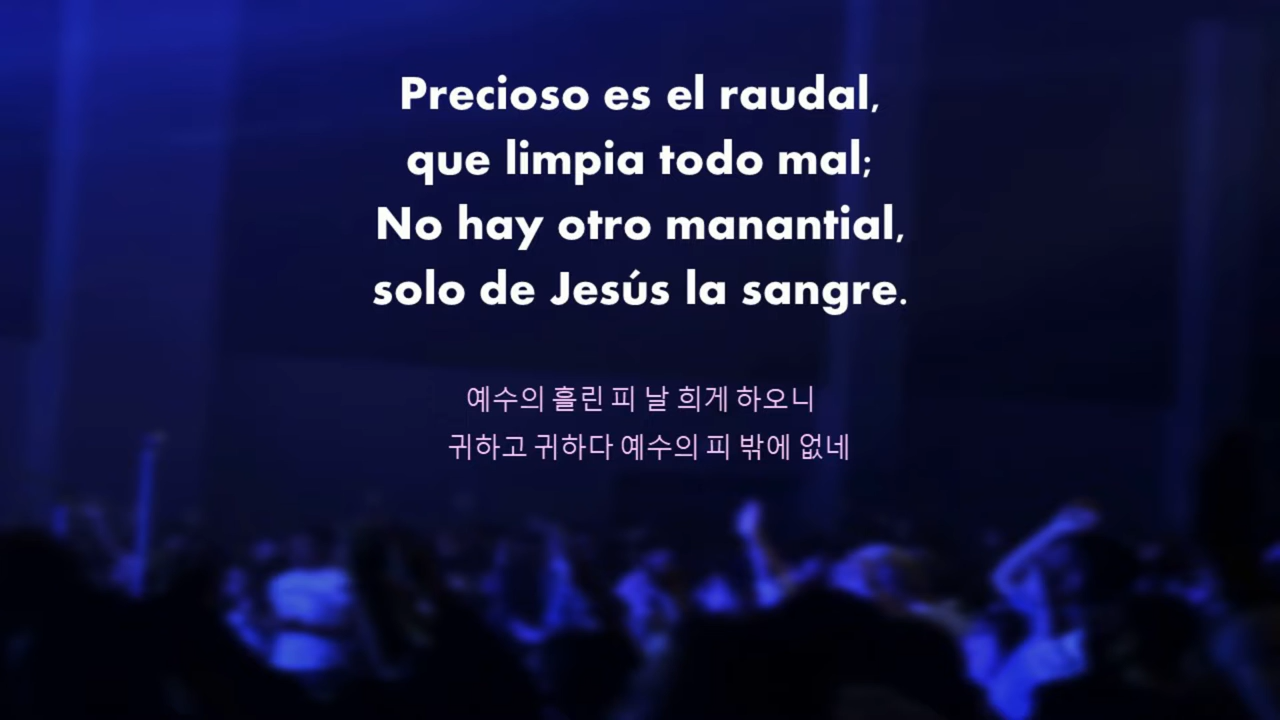 Precioso es el raudal,
que limpia todo mal;
No hay otro manantial,
solo de Jesús la sangre.
예수의 흘린 피 날 희게 하오니
귀하고 귀하다 예수의 피 밖에 없네